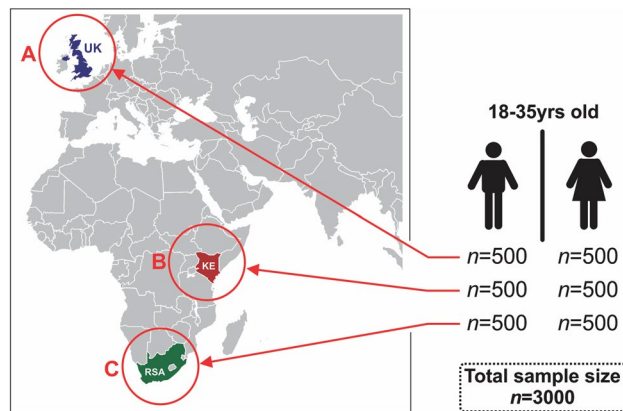 A
UK
18-35yrs old
B
KE
n=500 n=500
n=500 n=500
n=500 n=500
C
RSA
Total sample size
n=3000